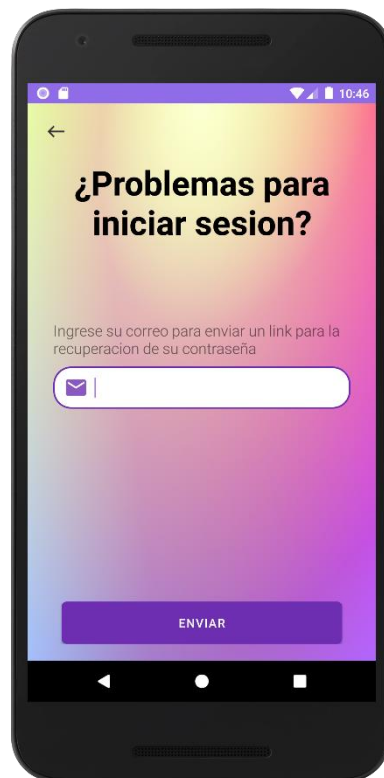 10:46
¿Problemas para
iniciar sesion?
Ingrese su correo para enviar un link para la
recuperacion de su contraseña
ENVIAR